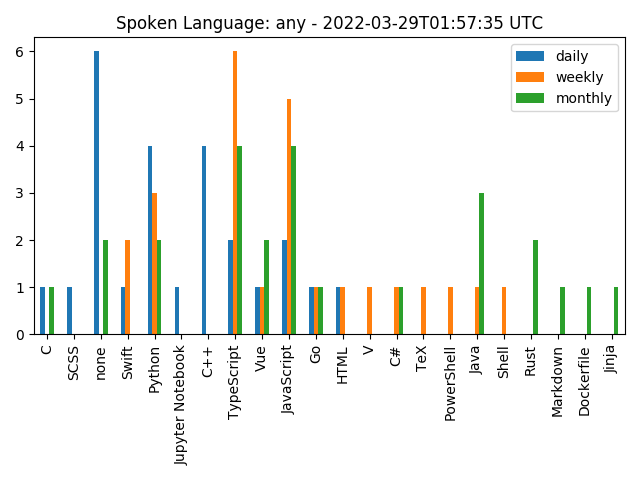 Spoken Language: any - 2022-03-29T01:57:35 UTC
daily
weekly
monthly
6
5
4
3
2
1
0
C
SCSS
none
Swift
Python
Jupyter Notebook
C++
TypeScript
Vue
JavaScript
Go
HTML
V
C#
TeX
PowerShell
Java
Shell
Rust
Markdown
Dockerfile
Jinja